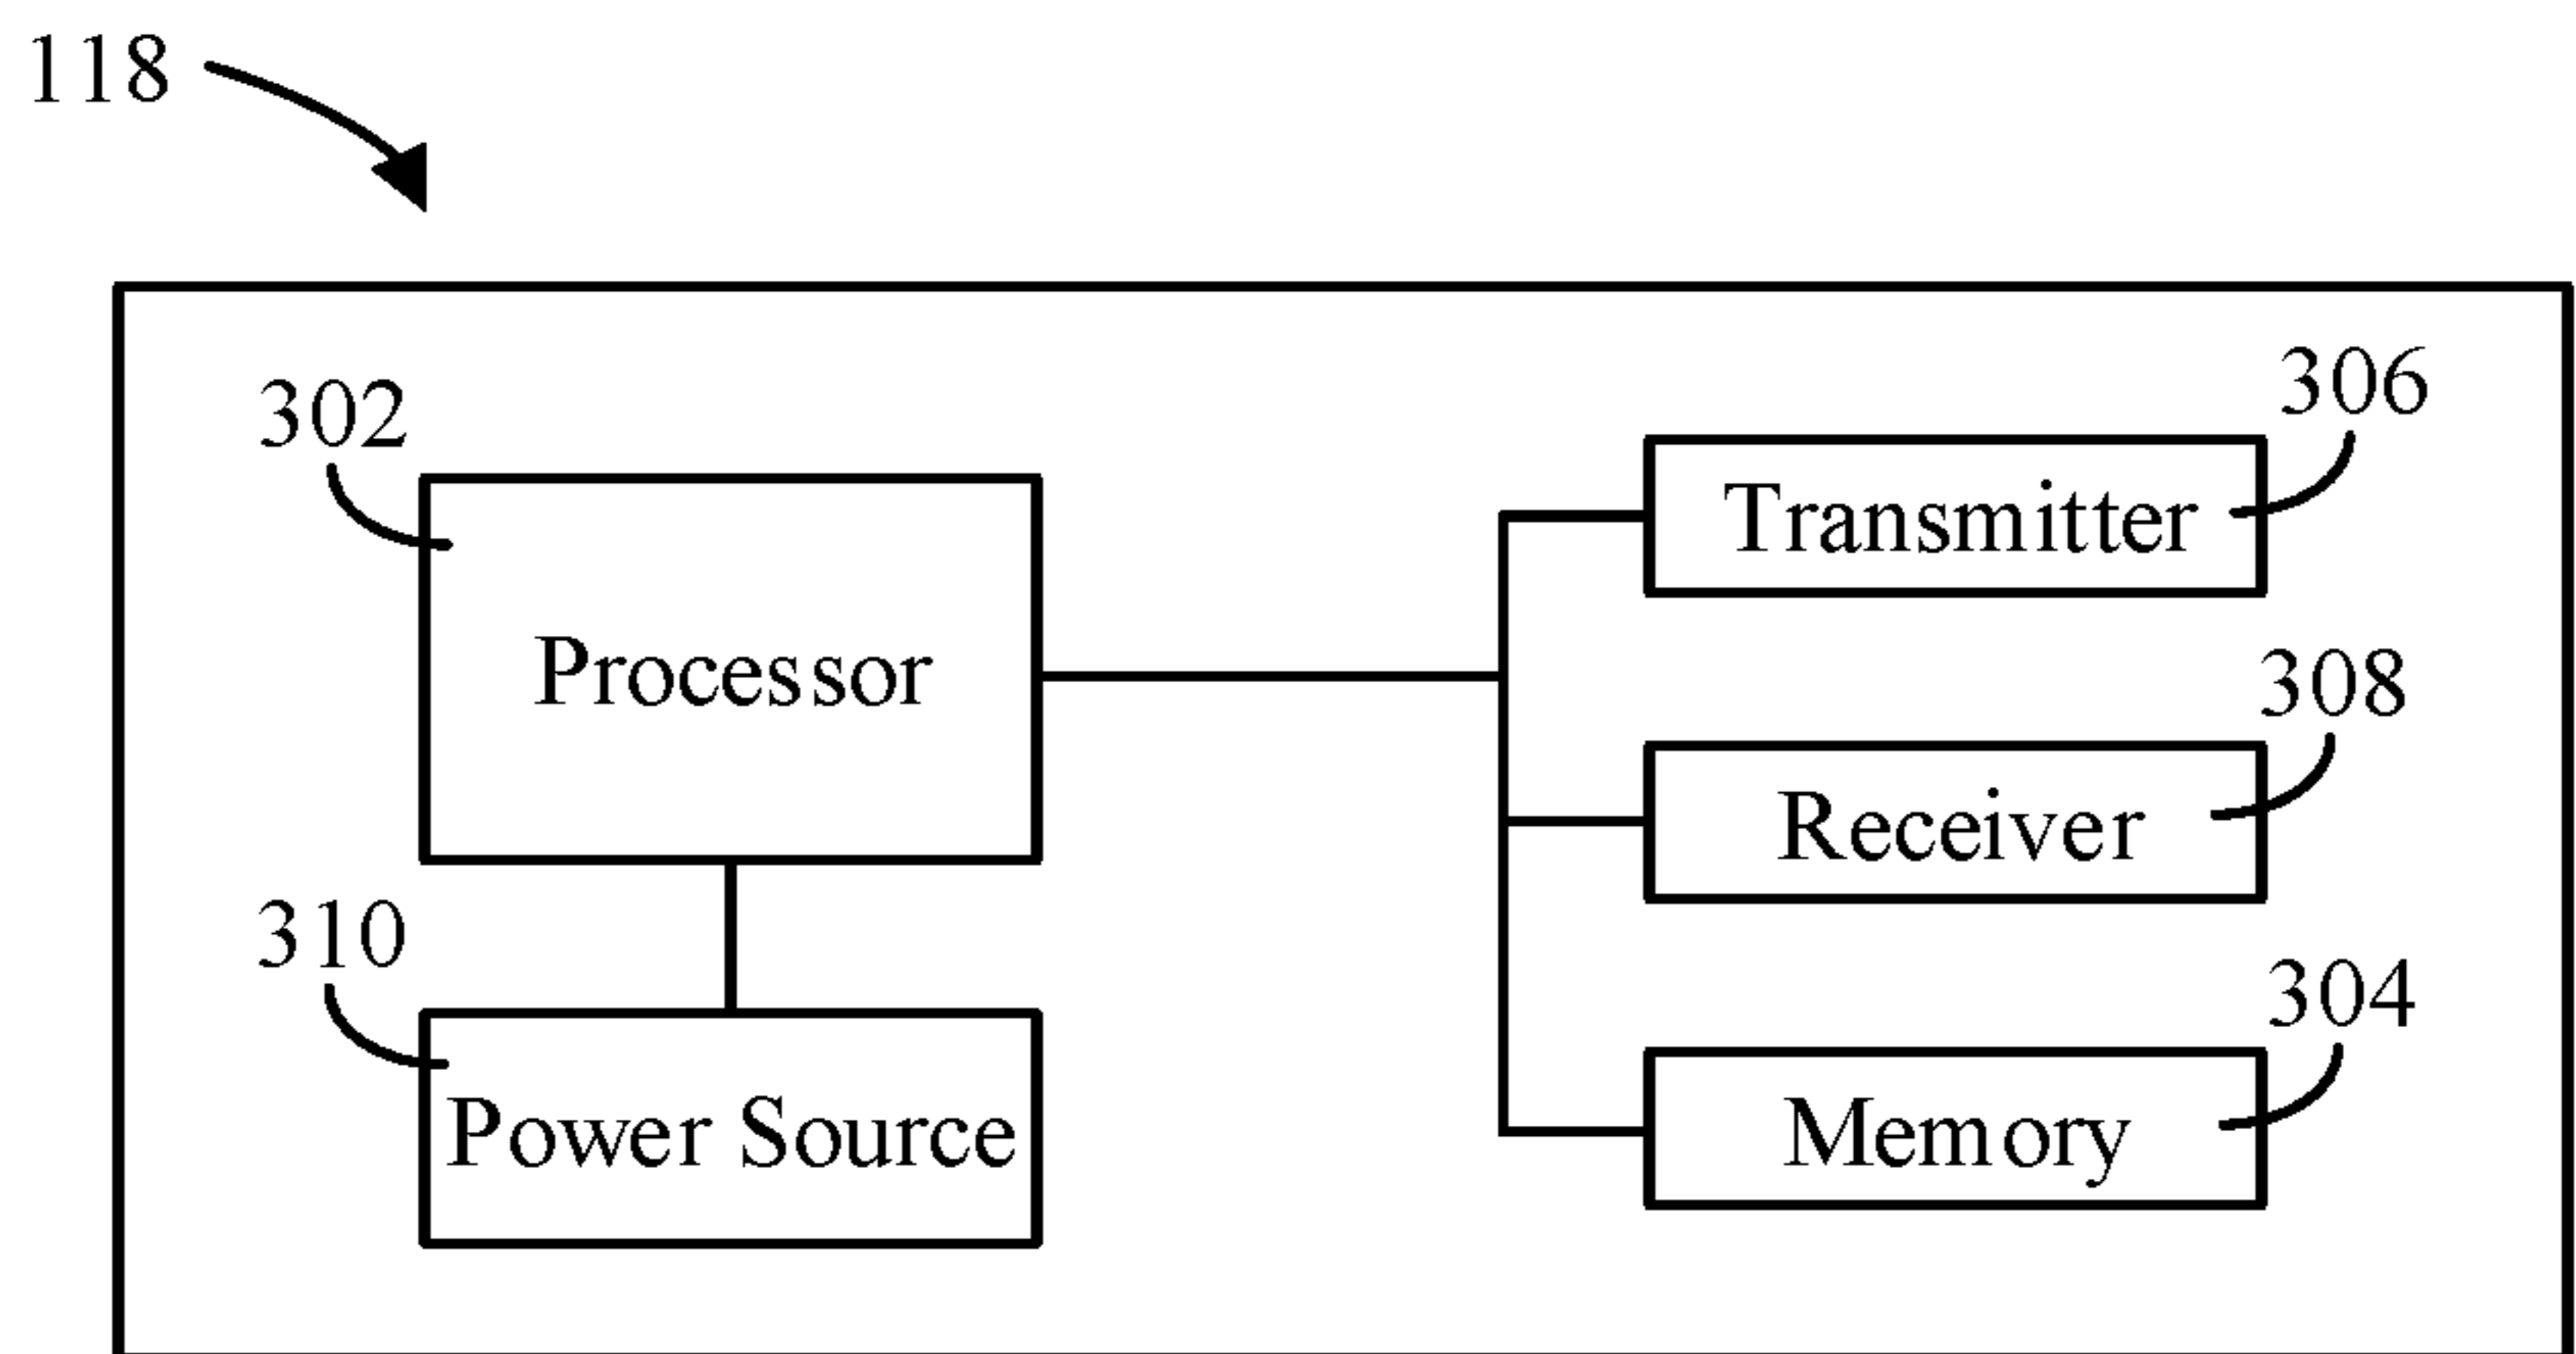 118
302
306
Transmitter
Processor
308
Receiver
310
304
Power Source
Memory